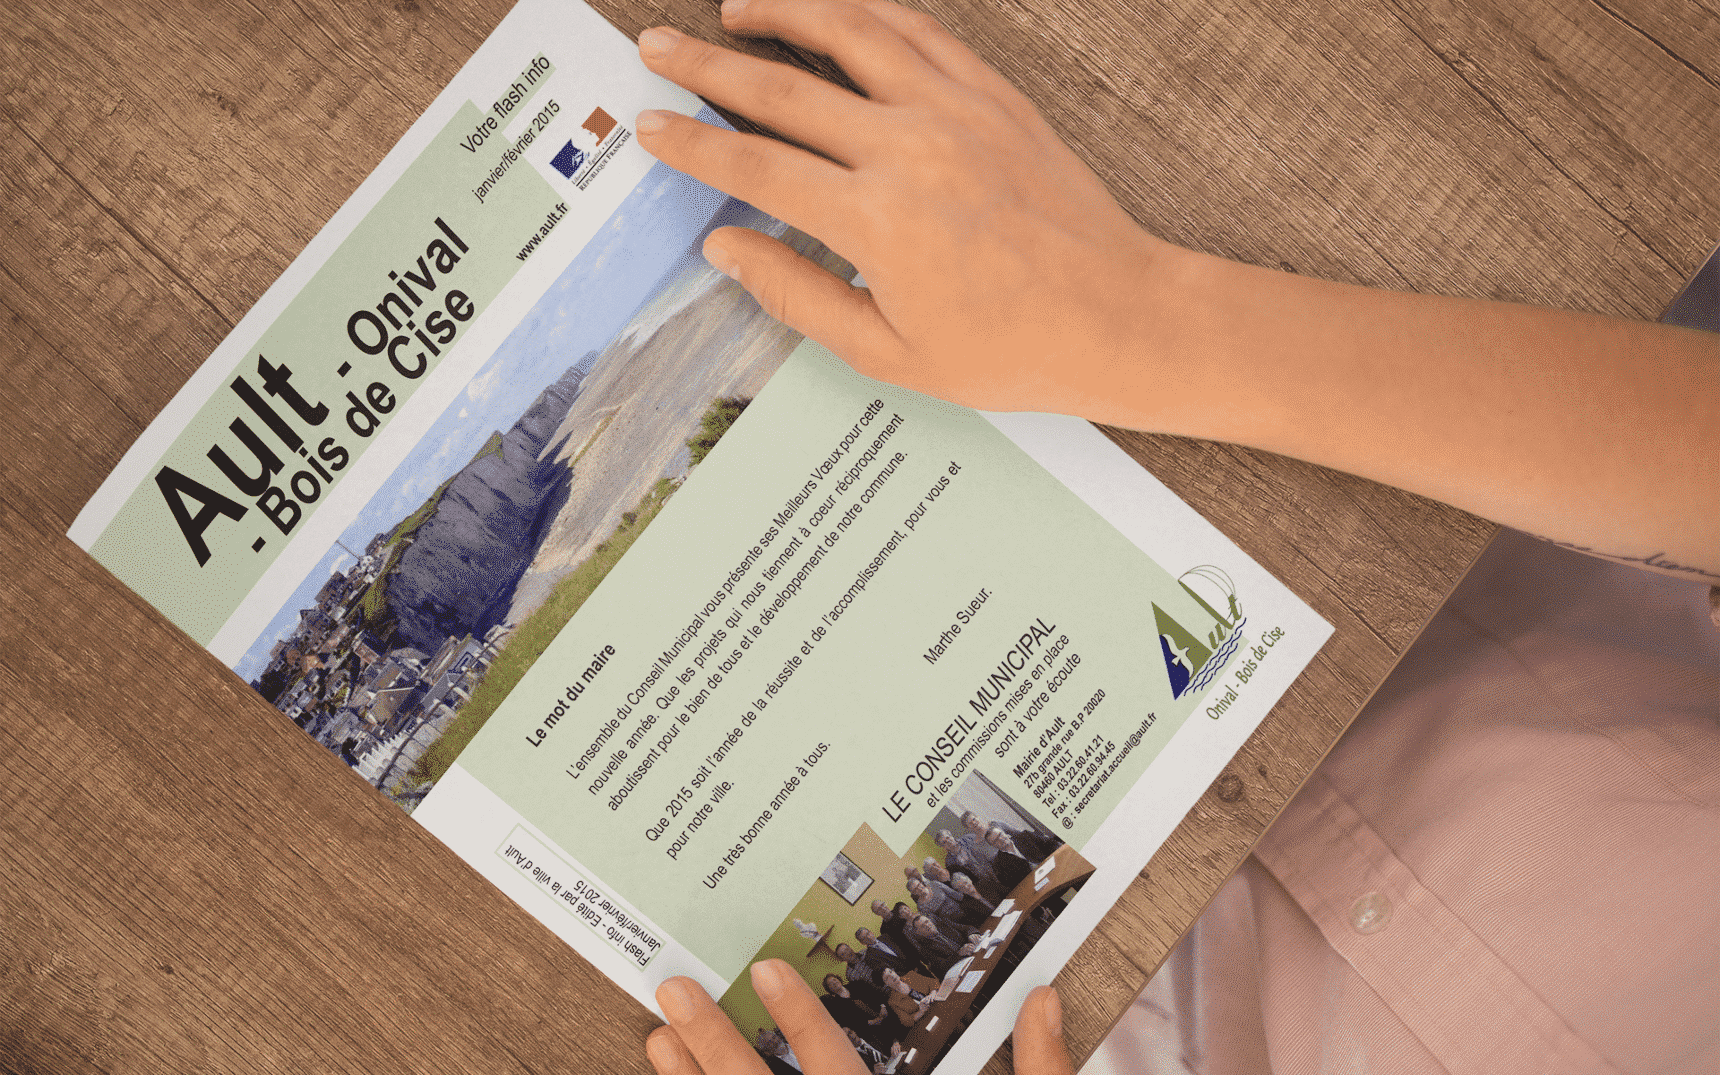 Votre flash info
janvier/février 2015
Liberté • Égalité • Fraternité
RÉPUBLIQUE FRANÇAISE
www.ault.fr
Ault - Onival
- Bois de Cise
Le mot du maire
L'ensemble du Conseil Municipal vous présente ses Meilleurs Vœux pour cette
nouvelle année. Que les projets qui nous tiennent à coeur réciproquement
aboutissent pour le bien de tous et le développement de notre commune.
Que 2015 soit l'année de la réussite et de l'accomplissement, pour vous et
pour notre ville.
Une très bonne année à tous.
Marthe Sueur.
Flash info - Edité par la ville d'Ault
Janvier/février 2015
LE CONSEIL MUNICIPAL
et les commissions mises en place
sont à votre écoute
Mairie d'Ault
27b grande rue B.P 20020
80460 AULT
Tel : 03.22.60.41.21
Fax : 03.22.60.94.45
@ : secretariat.accueil@ault.fr
Ault
Onival - Bois de Cise